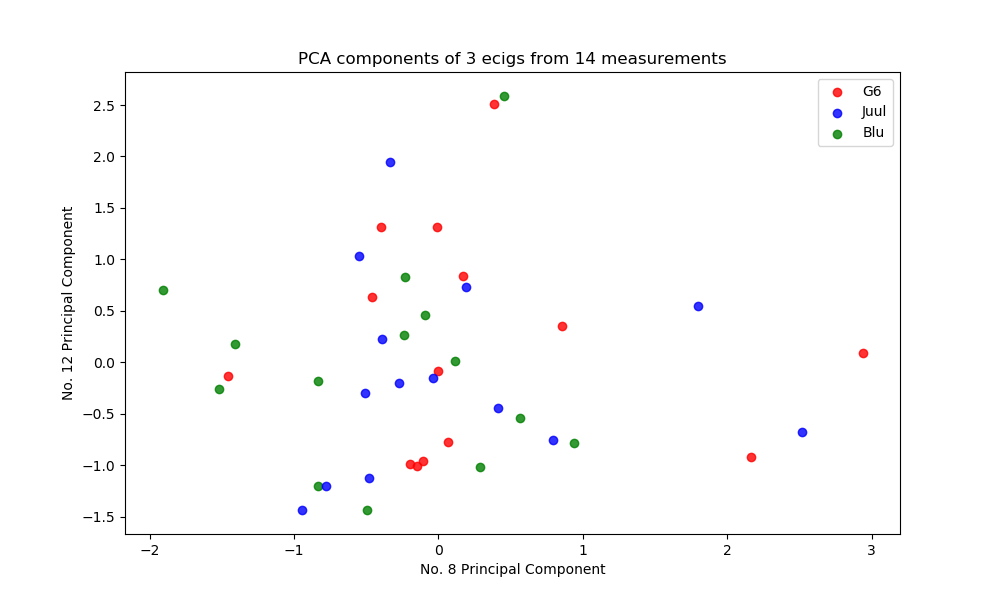 PCA components of 3 ecigs from 14 measurements
G6
Juul
Blu
2.5
2.0
1.5
1.0
0.5
0.0
−0.5
−1.0
−1.5
No. 12 Principal Component
−2
−1
0
1
2
3
No. 8 Principal Component